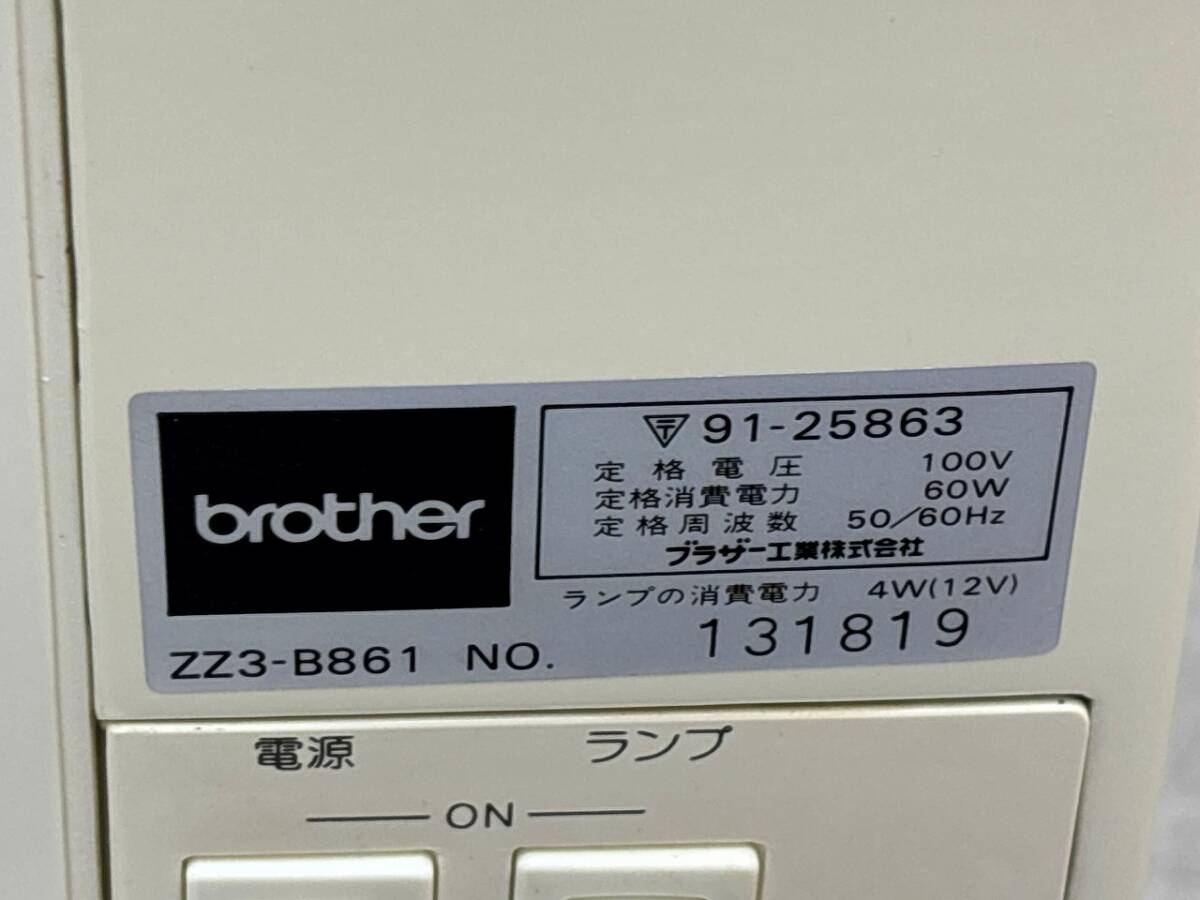 brother
〒91-25863
定格電圧 100V
定格消費電力 60W
定格周波数 50/60Hz
ブラザー工業株式会社
ランプの消費電力 4W(12V)
ZZ3-B861 NO. 131819
電源 ランプ
ON